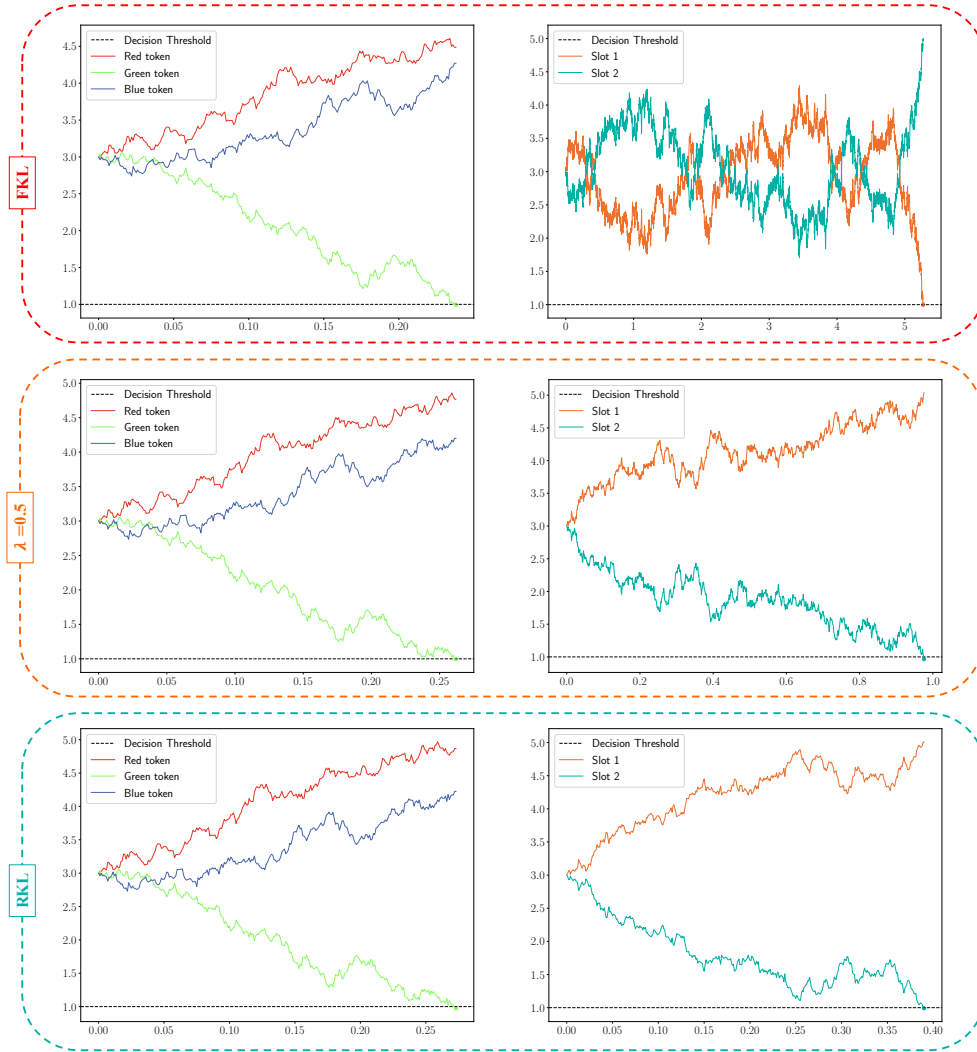 FKL
Decision Threshold
Red token
Green token
Blue token
4.5
4.0
3.5
3.0
2.5
2.0
1.5
1.0
0.00 0.05 0.10 0.15 0.20
Decision Threshold
Slot 1
Slot 2
5.0
4.5
4.0
3.5
3.0
2.5
2.0
1.5
1.0
0 1 2 3 4 5
λ =0.5
Decision Threshold
Red token
Green token
Blue token
5.0
4.5
4.0
3.5
3.0
2.5
2.0
1.5
1.0
0.00 0.05 0.10 0.15 0.20 0.25
Decision Threshold
Slot 1
Slot 2
5.0
4.5
4.0
3.5
3.0
2.5
2.0
1.5
1.0
0.0 0.2 0.4 0.6 0.8 1.0
RKL
Decision Threshold
Red token
Green token
Blue token
5.0
4.5
4.0
3.5
3.0
2.5
2.0
1.5
1.0
0.00 0.05 0.10 0.15 0.20 0.25
Decision Threshold
Slot 1
Slot 2
5.0
4.5
4.0
3.5
3.0
2.5
2.0
1.5
1.0
0.00 0.05 0.10 0.15 0.20 0.25 0.30 0.35 0.40